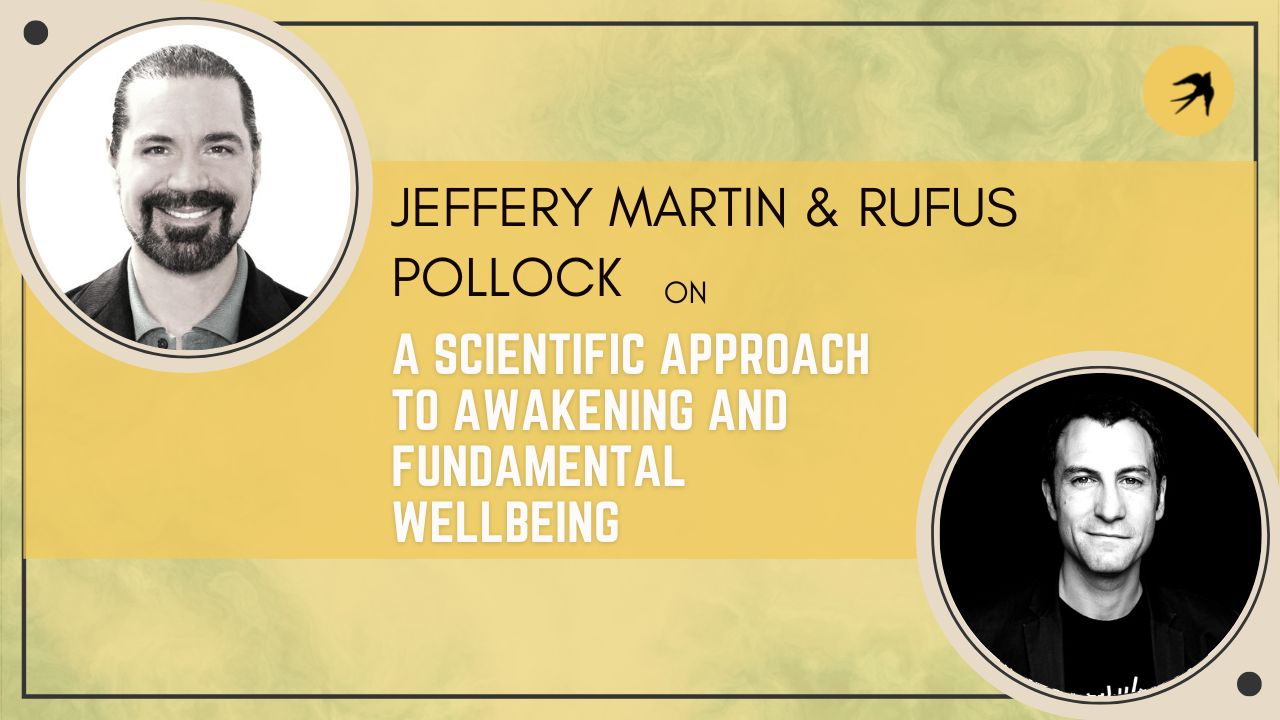 JEFFERY MARTIN & RUFUS
POLLOCK ON
A SCIENTIFIC APPROACH
TO AWAKENING AND
FUNDAMENTAL
WELLBEING